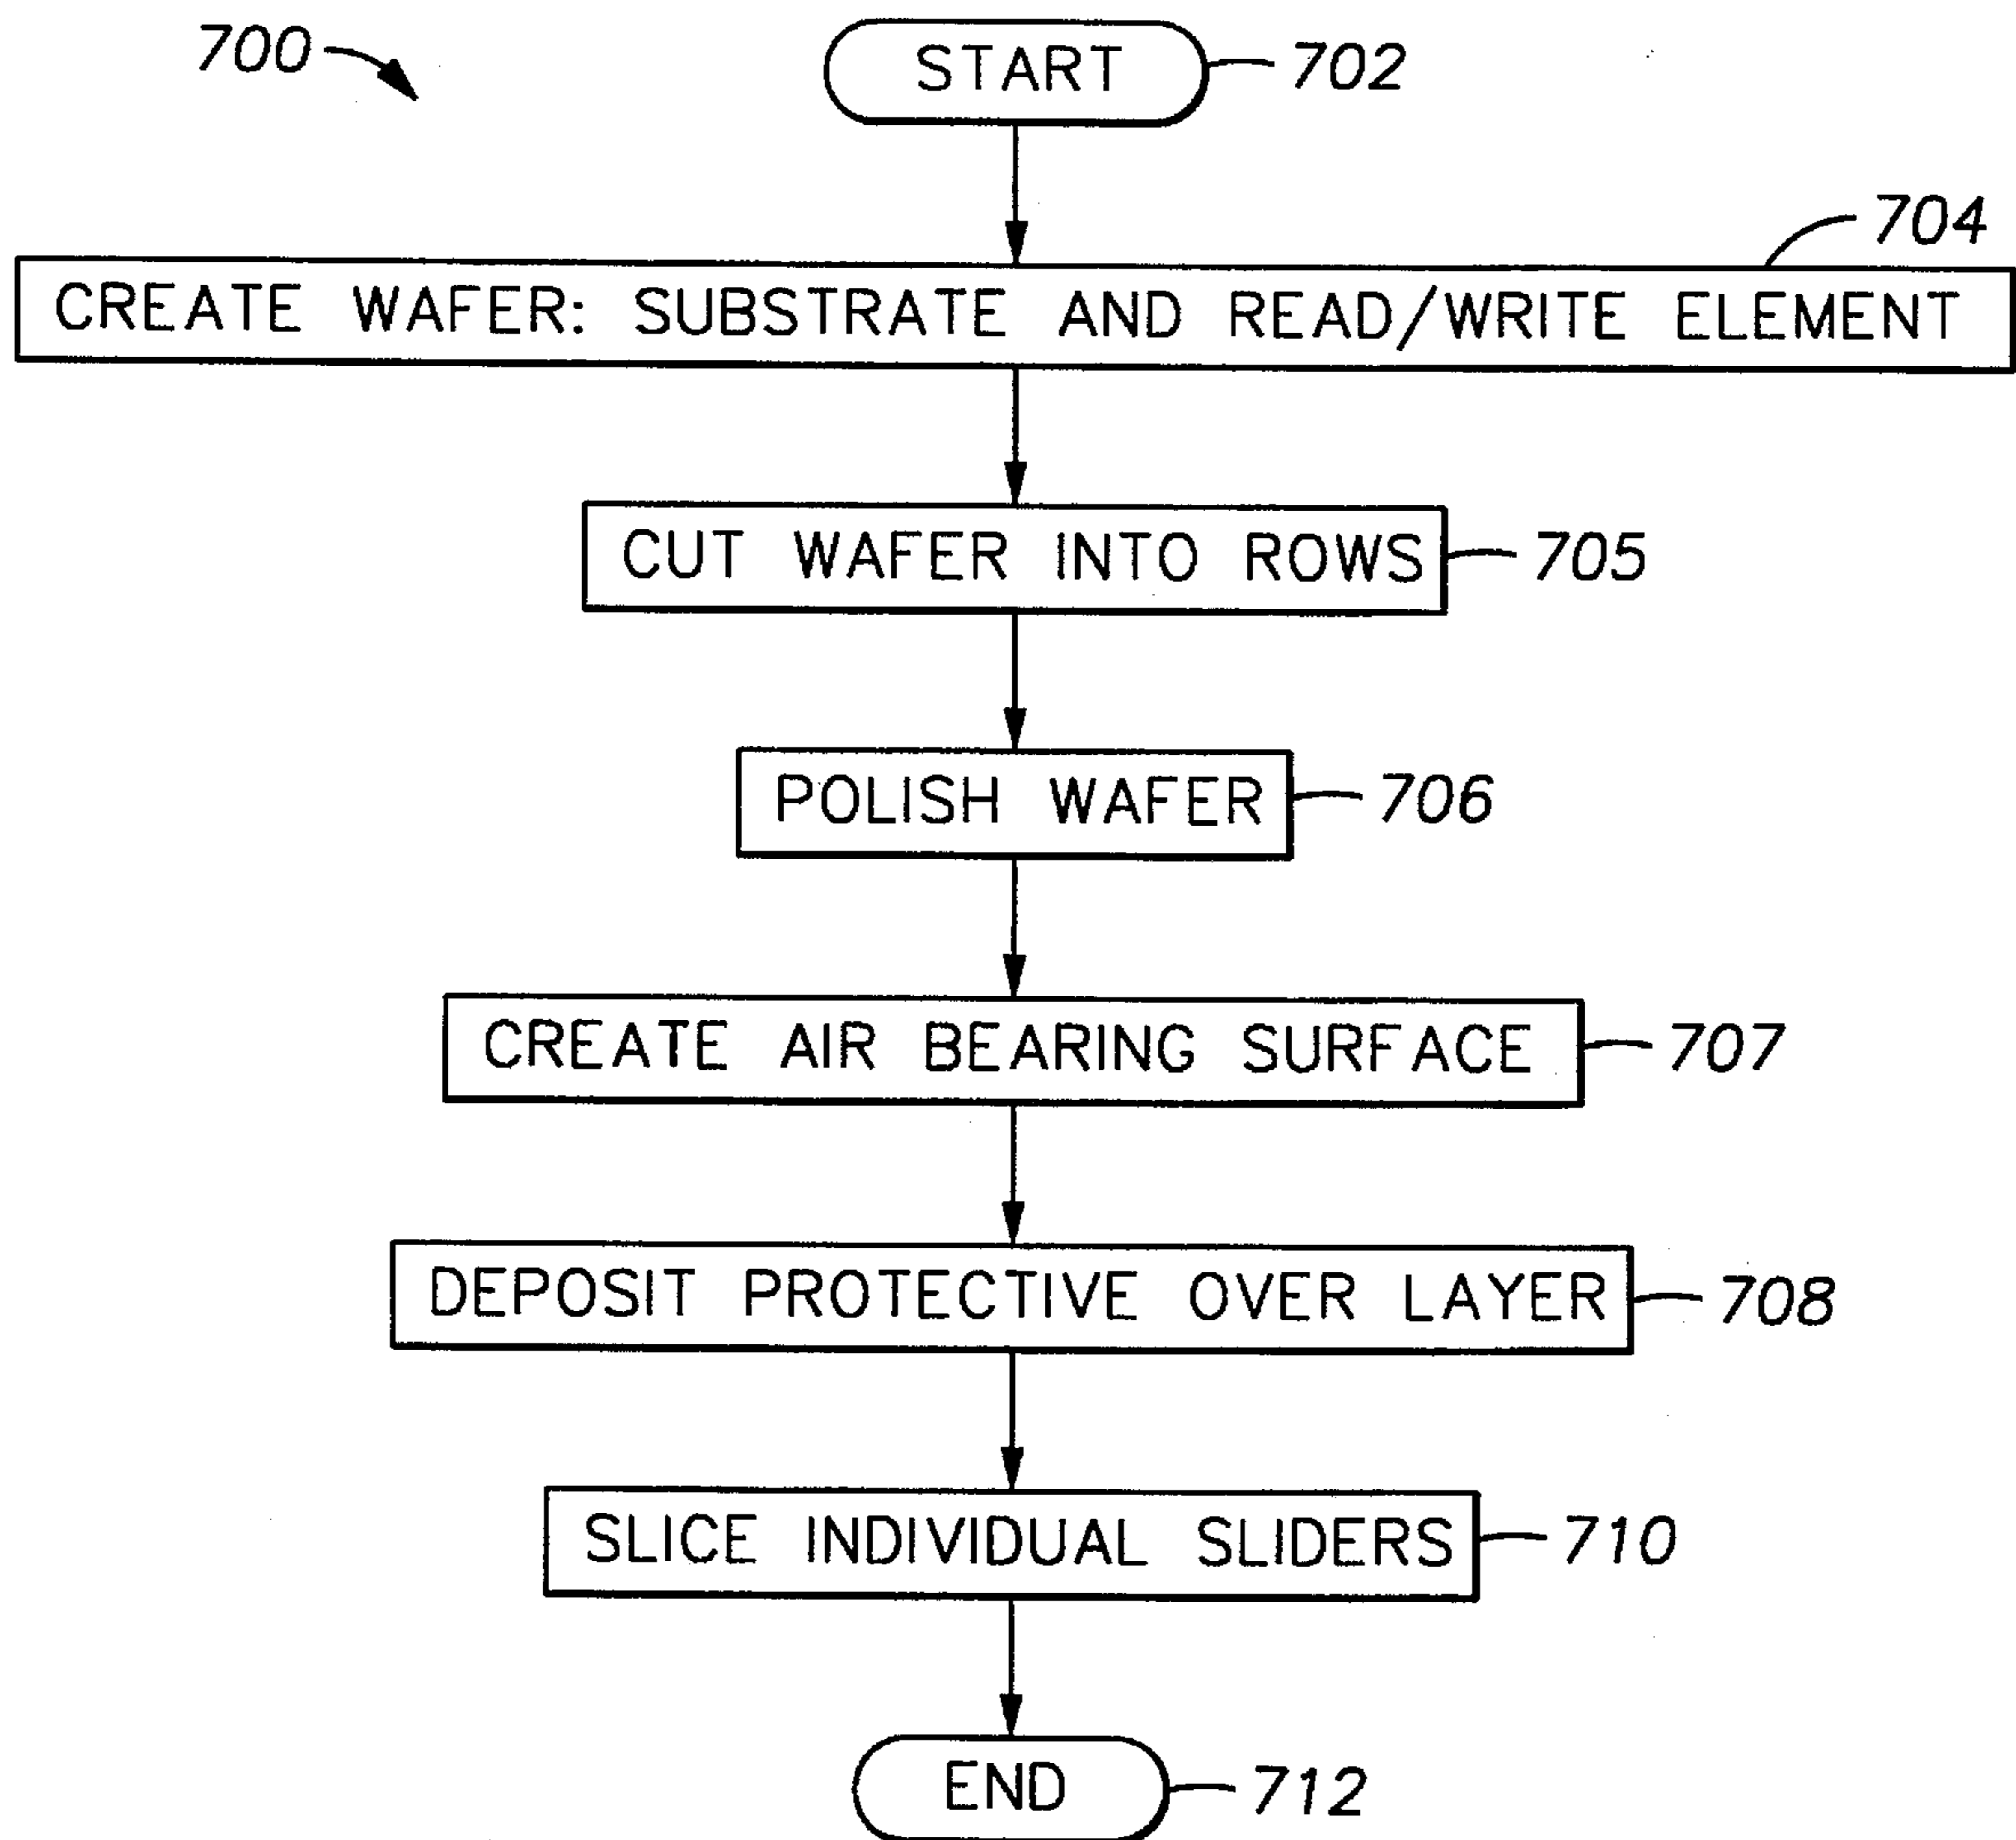 700
START 702
704
CREATE WAFER: SUBSTRATE AND READ/WRITE ELEMENT
CUT WAFER INTO ROWS 705
POLISH WAFER 706
CREATE AIR BEARING SURFACE 707
DEPOSIT PROTECTIVE OVER LAYER 708
SLICE INDIVIDUAL SLIDERS 710
END 712